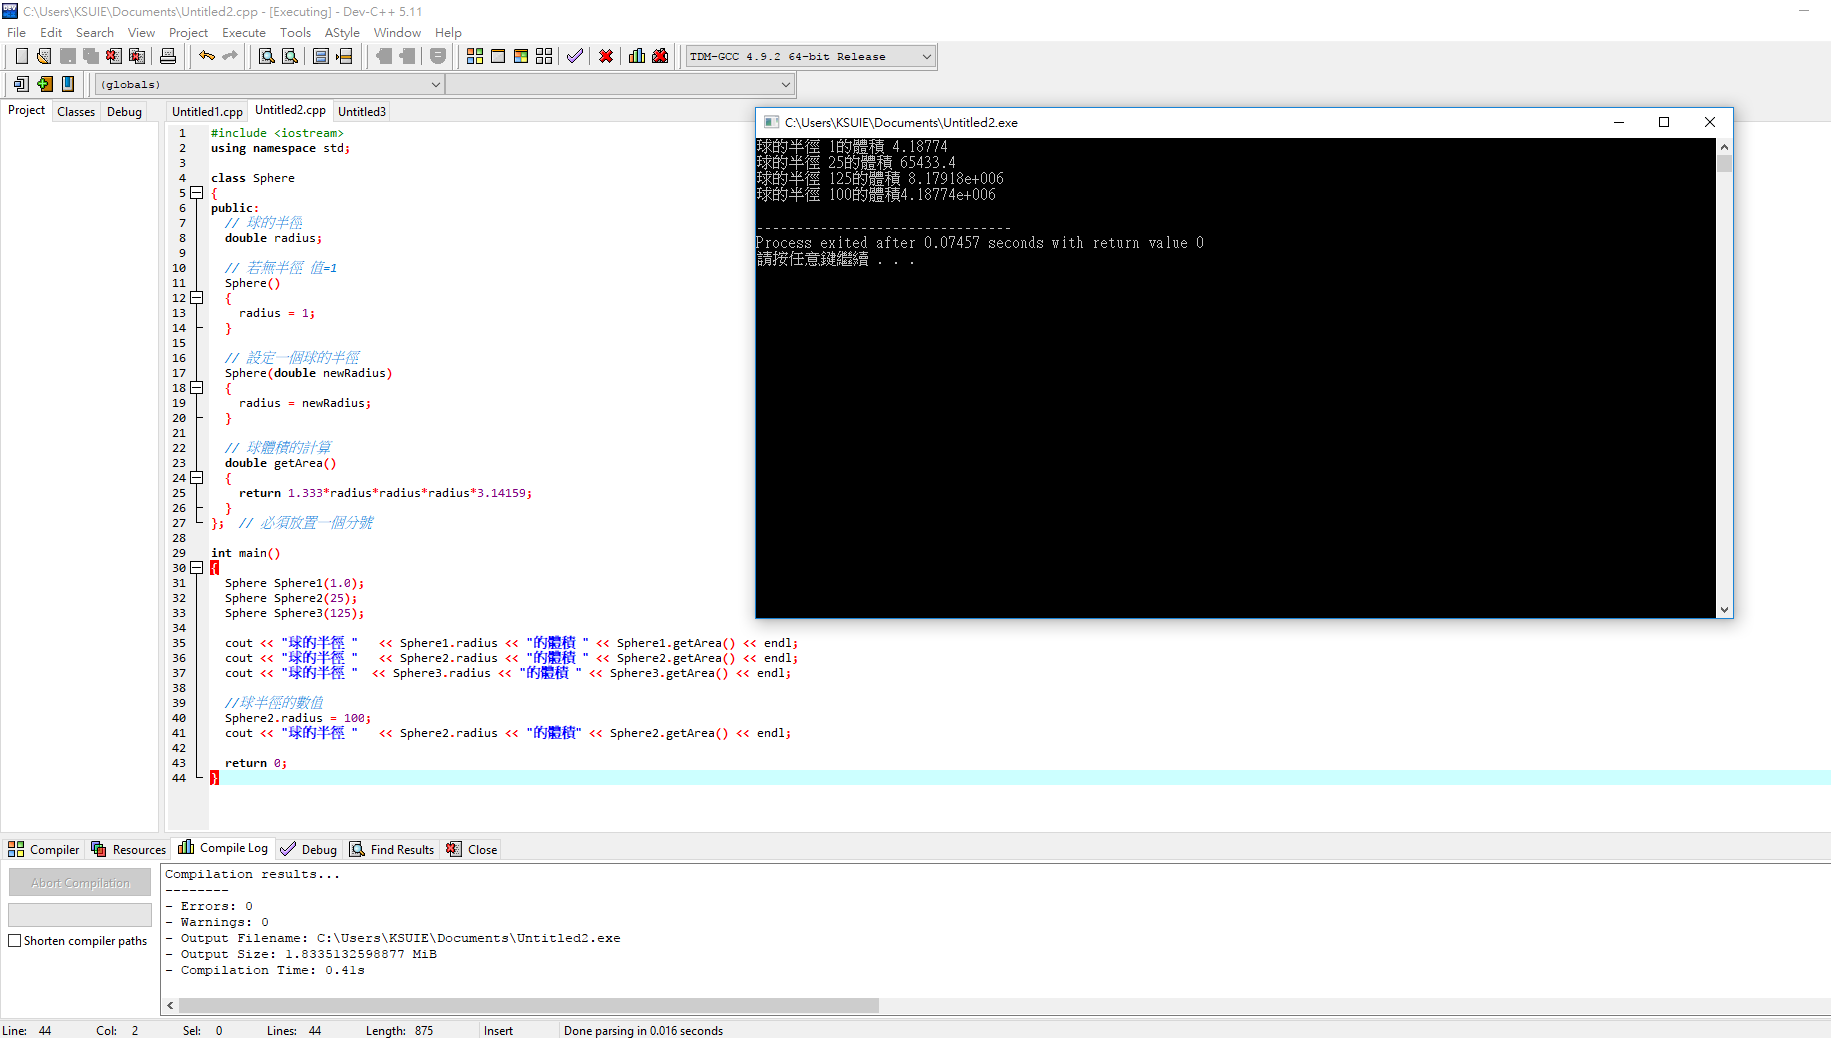 C:\Users\KSUIE\Documents\Untitled2.cpp - [Executing] - Dev-C++ 5.11
File Edit Search View Project Execute Tools AStyle Window Help
TDM-GCC 4.9.2 64-bit Release
(globals)
Project Classes Debug
Untitled1.cpp Untitled2.cpp Untitled3
1 #include <iostream>
2 using namespace std;
3
4 class Sphere
5 {
6 public:
7 // 球的半徑
8 double radius;
9
10 // 若無半徑 值=1
11 Sphere()
12 {
13 radius = 1;
14 }
15
16 // 設定一個球的半徑
17 Sphere(double newRadius)
18 {
19 radius = newRadius;
20 }
21
22 // 球體積的計算
23 double getArea()
24 {
25 return 1.333*radius*radius*radius*3.14159;
26 }
27 }; // 必須放置一個分號
28
29 int main()
30 {
31 Sphere Sphere1(1.0);
32 Sphere Sphere2(25);
33 Sphere Sphere3(125);
34
35 cout << "球的半徑 " << Sphere1.radius << "的體積 " << Sphere1.getArea() << endl;
36 cout << "球的半徑 " << Sphere2.radius << "的體積 " << Sphere2.getArea() << endl;
37 cout << "球的半徑 " << Sphere3.radius << "的體積 " << Sphere3.getArea() << endl;
38
39 //球半徑的數值
40 Sphere2.radius = 100;
41 cout << "球的半徑 " << Sphere2.radius << "的體積" << Sphere2.getArea() << endl;
42
43 return 0;
44 }
C:\Users\KSUIE\Documents\Untitled2.exe
球的半徑 1的體積 4.18774
球的半徑 25的體積 65433.4
球的半徑 125的體積 8.17918e+006
球的半徑 100的體積4.18774e+006
--------------------------------
Process exited after 0.07457 seconds with return value 0
請按任意鍵繼續 . . .
Compiler Resources Compile Log Debug Find Results Close
Abort Compilation
Shorten compiler paths
Compilation results...
--------
- Errors: 0
- Warnings: 0
- Output Filename: C:\Users\KSUIE\Documents\Untitled2.exe
- Output Size: 1.8335132598877 MiB
- Compilation Time: 0.41s
Line: 44 Col: 2 Sel: 0 Lines: 44 Length: 875 Insert Done parsing in 0.016 seconds